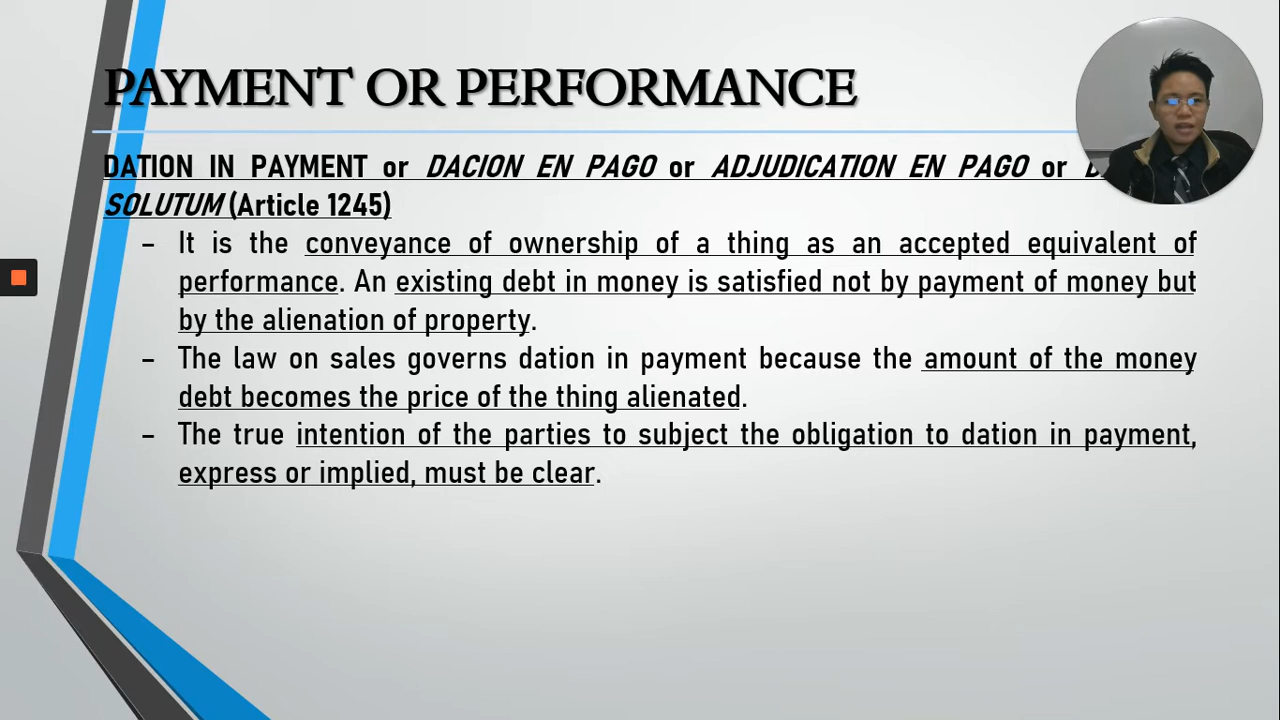 PAYMENT OR PERFORMANCE
DATION IN PAYMENT or DACION EN PAGO or ADJUDICATION EN PAGO or
SOLUTUM (Article 1245)
– It is the conveyance of ownership of a thing as an accepted equivalent of
performance. An existing debt in money is satisfied not by payment of money but
by the alienation of property.
– The law on sales governs dation in payment because the amount of the money
debt becomes the price of the thing alienated.
– The true intention of the parties to subject the obligation to dation in payment,
express or implied, must be clear.